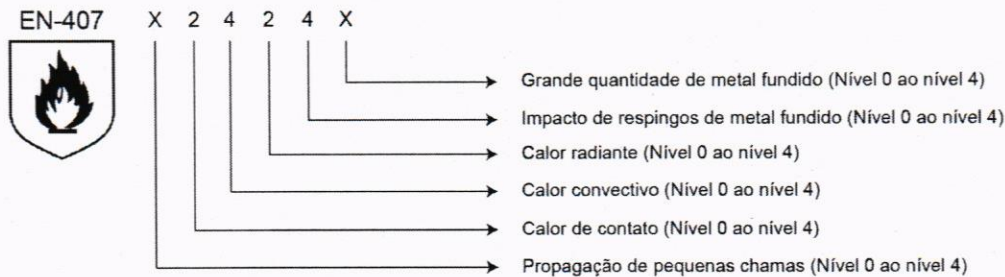 EN-407 X 2 4 2 4 X
Grande quantidade de metal fundido (Nível 0 ao nível 4)
Impacto de respingos de metal fundido (Nível 0 ao nível 4)
Calor radiante (Nível 0 ao nível 4)
Calor convectivo (Nível 0 ao nível 4)
Calor de contato (Nível 0 ao nível 4)
Propagação de pequenas chamas (Nível 0 ao nível 4)